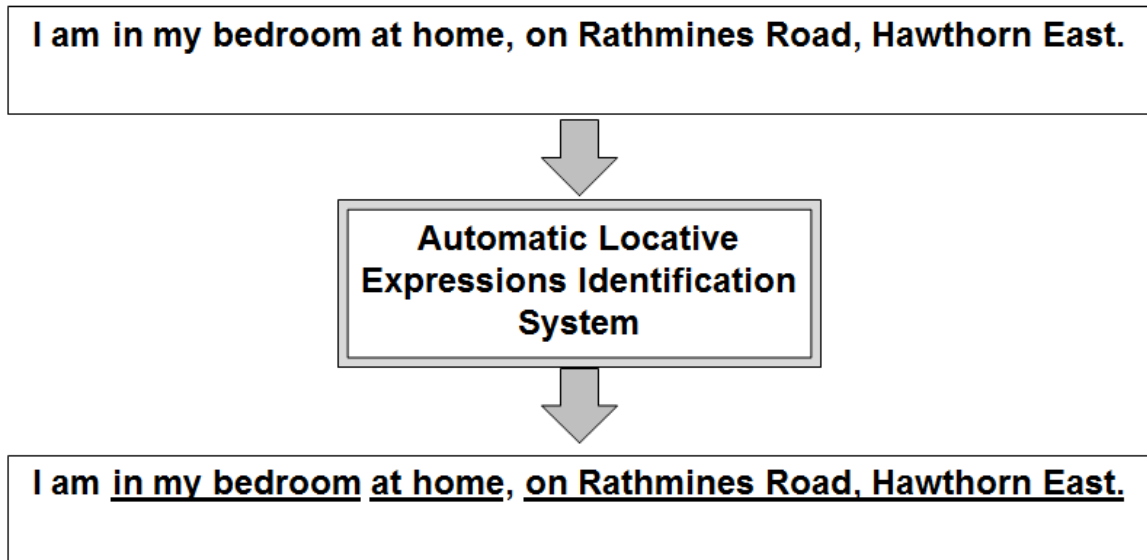 I am in my bedroom at home, on Rathmines Road, Hawthorn East.
Automatic Locative
Expressions Identification
System
I am in my bedroom at home, on Rathmines Road, Hawthorn East.